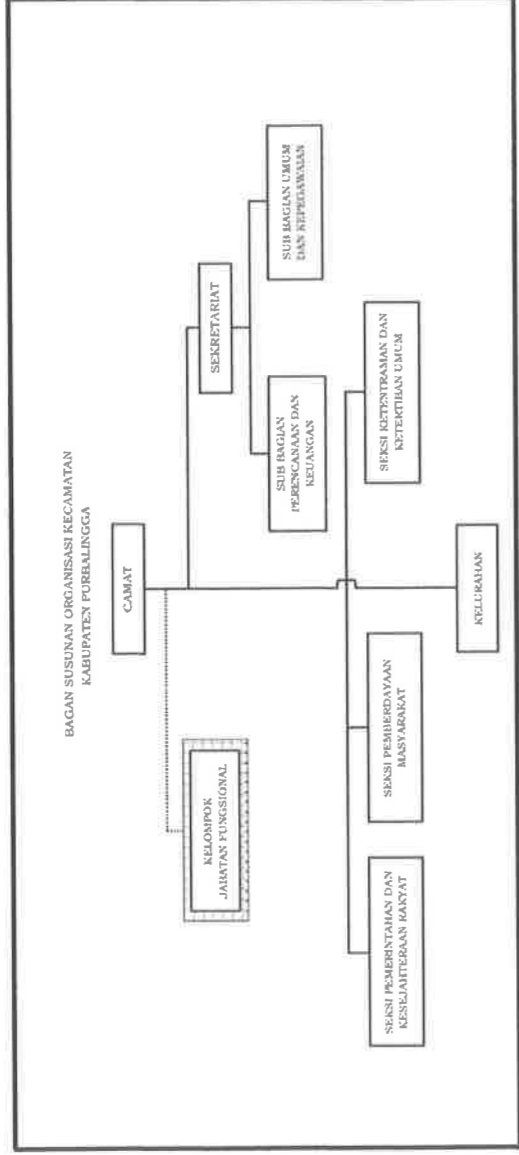 BAGAN SUSUNAN ORGANISASI KECAMATAN
KABUPATEN PURBALINGGA
CAMAT
KELOMPOK
JABATAN FUNGSIONAL
SEKRETARIAT
SUB BAGIAN
PERENCANAAN DAN
KEUANGAN
SUB BAGIAN UMUM
DAN KEPEGAWAIAN
SEKSI PEMERINTAHAN DAN
KESEJAHTERAAN RAKYAT
SEKSI PEMBERDAYAAN
MASYARAKAT
SEKSI KETENTRAMAN DAN
KETERTIBAN UMUM
KELURAHAN